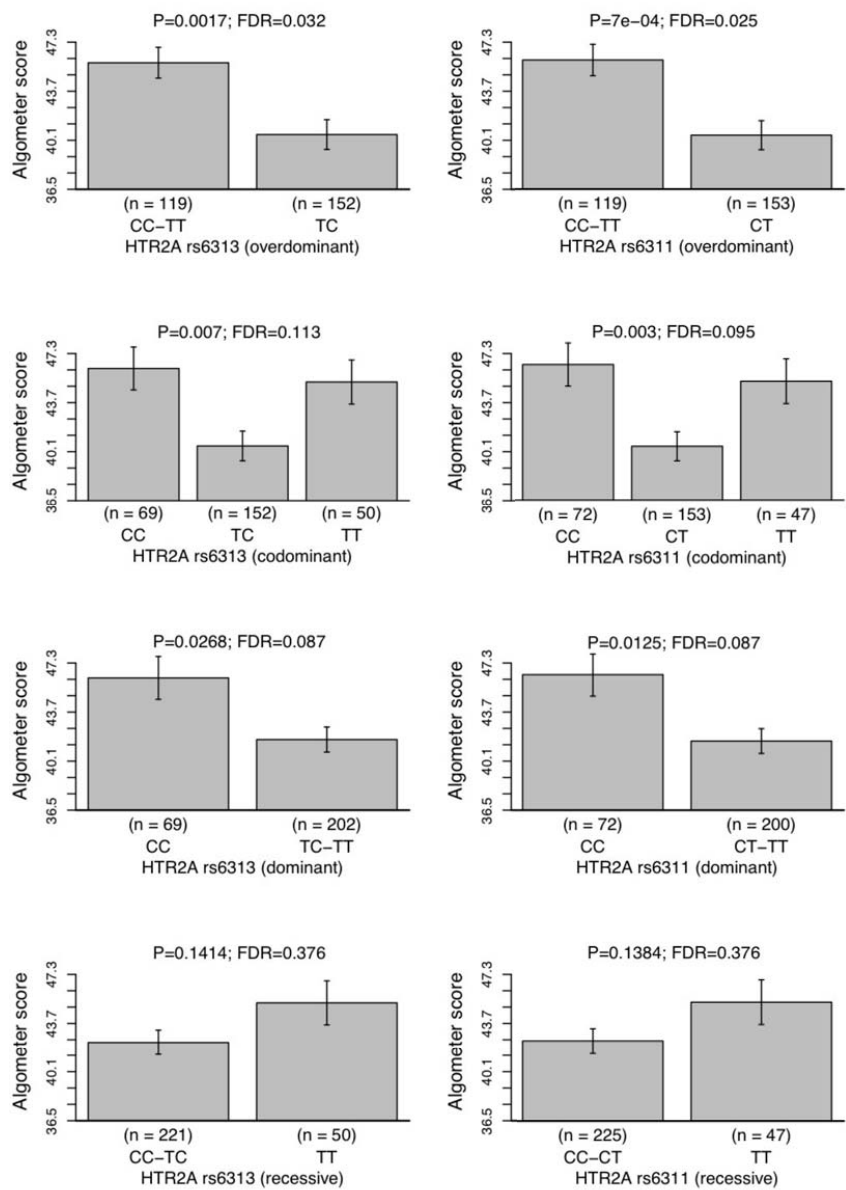 P=0.0017; FDR=0.032
Algometer score
47.3
43.7
40.1
36.5
(n = 119) (n = 152)
CC−TT TC
HTR2A rs6313 (overdominant)
P=7e−04; FDR=0.025
Algometer score
47.3
43.7
40.1
36.5
(n = 119) (n = 153)
CC−TT CT
HTR2A rs6311 (overdominant)
P=0.007; FDR=0.113
Algometer score
47.3
43.7
40.1
36.5
(n = 69) (n = 152) (n = 50)
CC TC TT
HTR2A rs6313 (codominant)
P=0.003; FDR=0.095
Algometer score
47.3
43.7
40.1
36.5
(n = 72) (n = 153) (n = 47)
CC CT TT
HTR2A rs6311 (codominant)
P=0.0268; FDR=0.087
Algometer score
47.3
43.7
40.1
36.5
(n = 69) (n = 202)
CC TC−TT
HTR2A rs6313 (dominant)
P=0.0125; FDR=0.087
Algometer score
47.3
43.7
40.1
36.5
(n = 72) (n = 200)
CC CT−TT
HTR2A rs6311 (dominant)
P=0.1414; FDR=0.376
Algometer score
47.3
43.7
40.1
36.5
(n = 221) (n = 50)
CC−TC TT
HTR2A rs6313 (recessive)
P=0.1384; FDR=0.376
Algometer score
47.3
43.7
40.1
36.5
(n = 225) (n = 47)
CC−CT TT
HTR2A rs6311 (recessive)